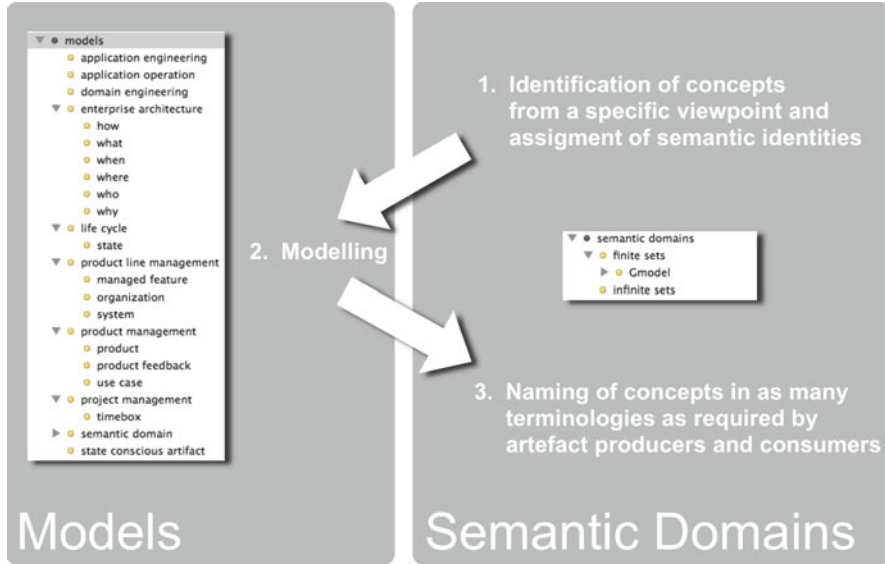 models
application engineering
application operation
domain engineering
enterprise architecture
how
what
when
where
who
why
life cycle
state
product line management
managed feature
organization
system
product management
product
product feedback
use case
project management
timebox
semantic domain
state conscious artifact
Models
1. Identification of concepts
from a specific viewpoint and
assigment of semantic identities
2. Modelling
semantic domains
finite sets
Gmodel
infinite sets
3. Naming of concepts in as many
terminologies as required by
artefact producers and consumers
Semantic Domains